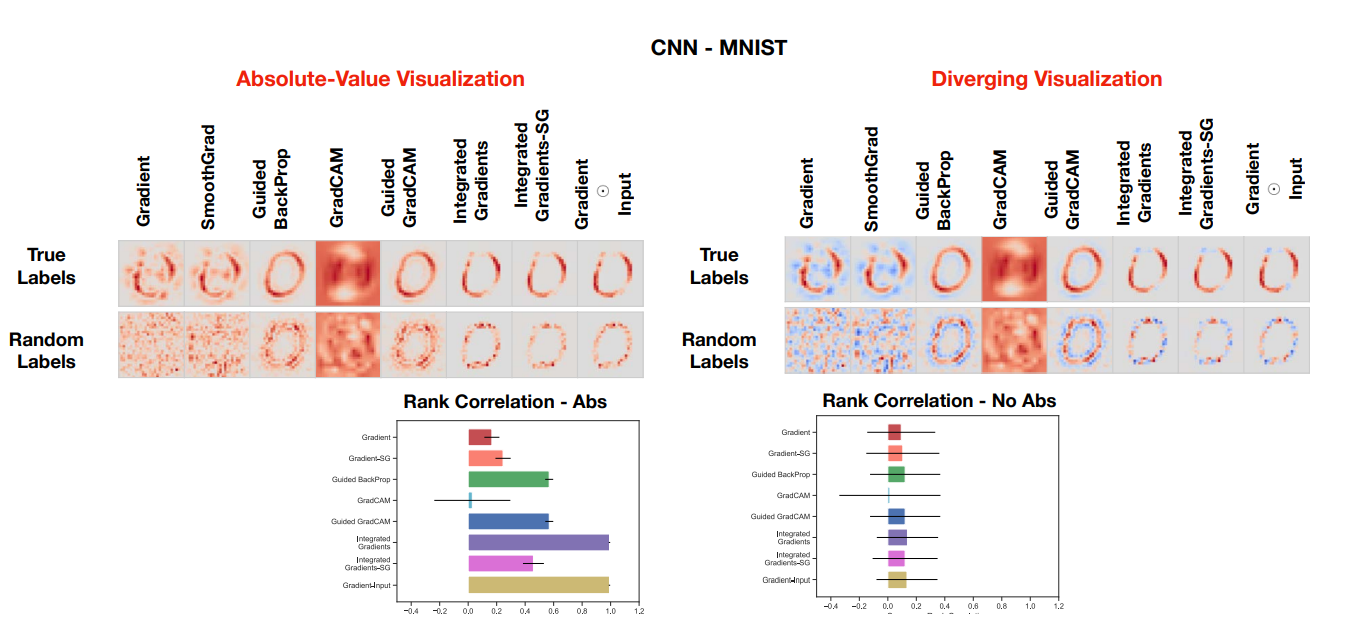 CNN - MNIST
Absolute-Value Visualization
Gradient
SmoothGrad
Guided
BackProp
GradCAM
Guided
GradCAM
Integrated
Gradients
Integrated
Gradients-SG
Gradient
⊙
Input
True
Labels
Random
Labels
Rank Correlation - Abs
Gradient
Gradient-SG
Guided BackProp
GradCAM
Guided GradCAM
Integrated
Gradients
Integrated
Gradients-SG
Gradient-Input
−0.4 −0.2 0.0 0.2 0.4 0.6 0.8 1.0 1.2
Diverging Visualization
Gradient
SmoothGrad
Guided
BackProp
GradCAM
Guided
GradCAM
Integrated
Gradients
Integrated
Gradients-SG
Gradient
⊙
Input
True
Labels
Random
Labels
Rank Correlation - No Abs
Gradient
Gradient-SG
Guided BackProp
GradCAM
Guided GradCAM
Integrated
Gradients
Integrated
Gradients-SG
Gradient-Input
−0.4 −0.2 0.0 0.2 0.4 0.6 0.8 1.0 1.2